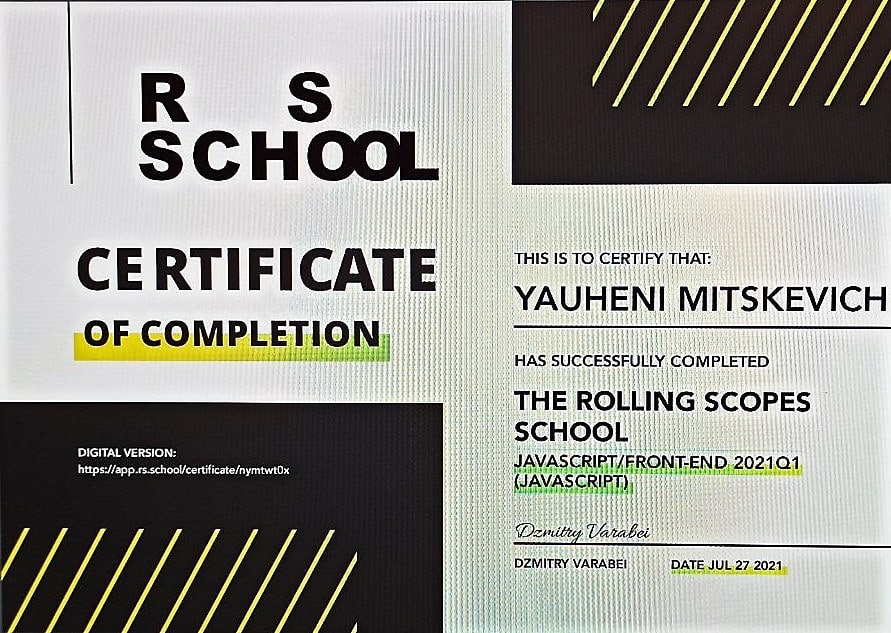 R S
SCHOOL
CERTIFICATE
OF COMPLETION
DIGITAL VERSION:
https://app.rs.school/certificate/nymtwt0x
THIS IS TO CERTIFY THAT:
YAUHENI MITSKEVICH
HAS SUCCESSFULLY COMPLETED
THE ROLLING SCOPES
SCHOOL
JAVASCRIPT/FRONT-END 2021Q1
(JAVASCRIPT)
Dzmitry Varabei
DZMITRY VARABEI
DATE JUL 27 2021